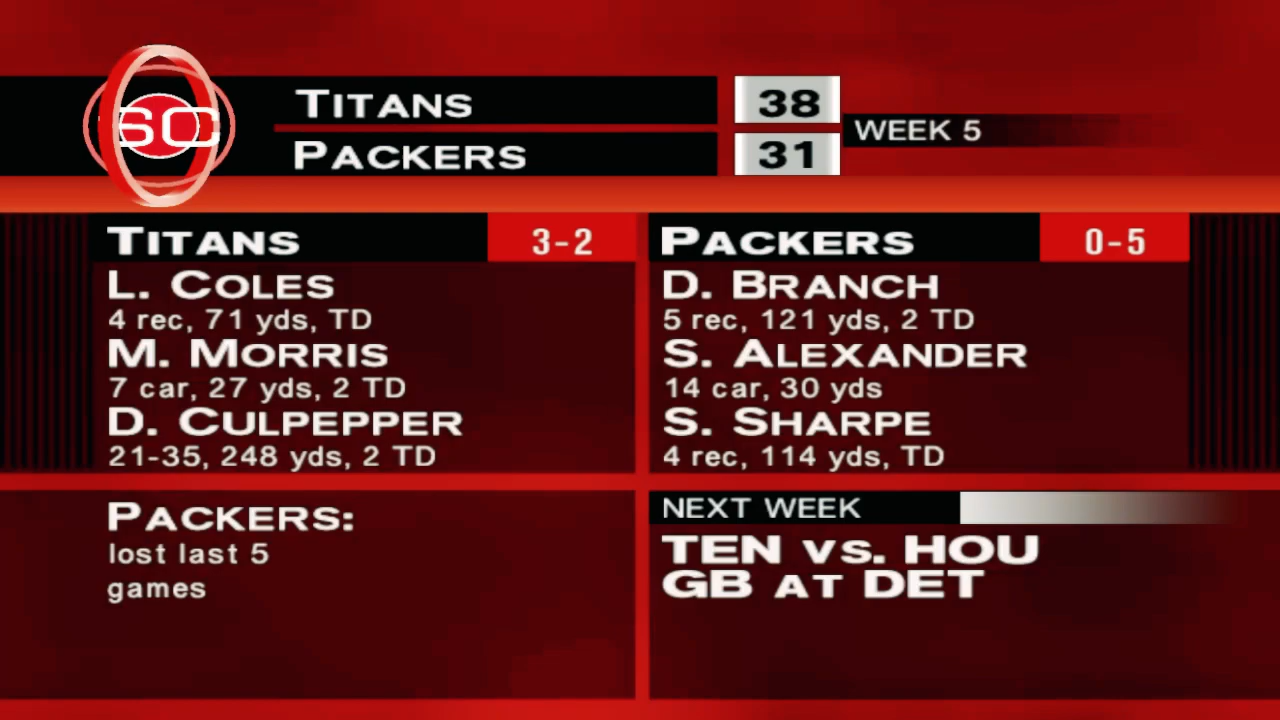 SC
TITANS 38
WEEK 5
PACKERS 31
TITANS 3-2
L. COLES
4 rec, 71 yds, TD
M. MORRIS
7 car, 27 yds, 2 TD
D. CULPEPPER
21-35, 248 yds, 2 TD
PACKERS 0-5
D. BRANCH
5 rec, 121 yds, 2 TD
S. ALEXANDER
14 car, 30 yds
S. SHARPE
4 rec, 114 yds, TD
PACKERS:
lost last 5
games
NEXT WEEK
TEN VS. HOU
GB AT DET